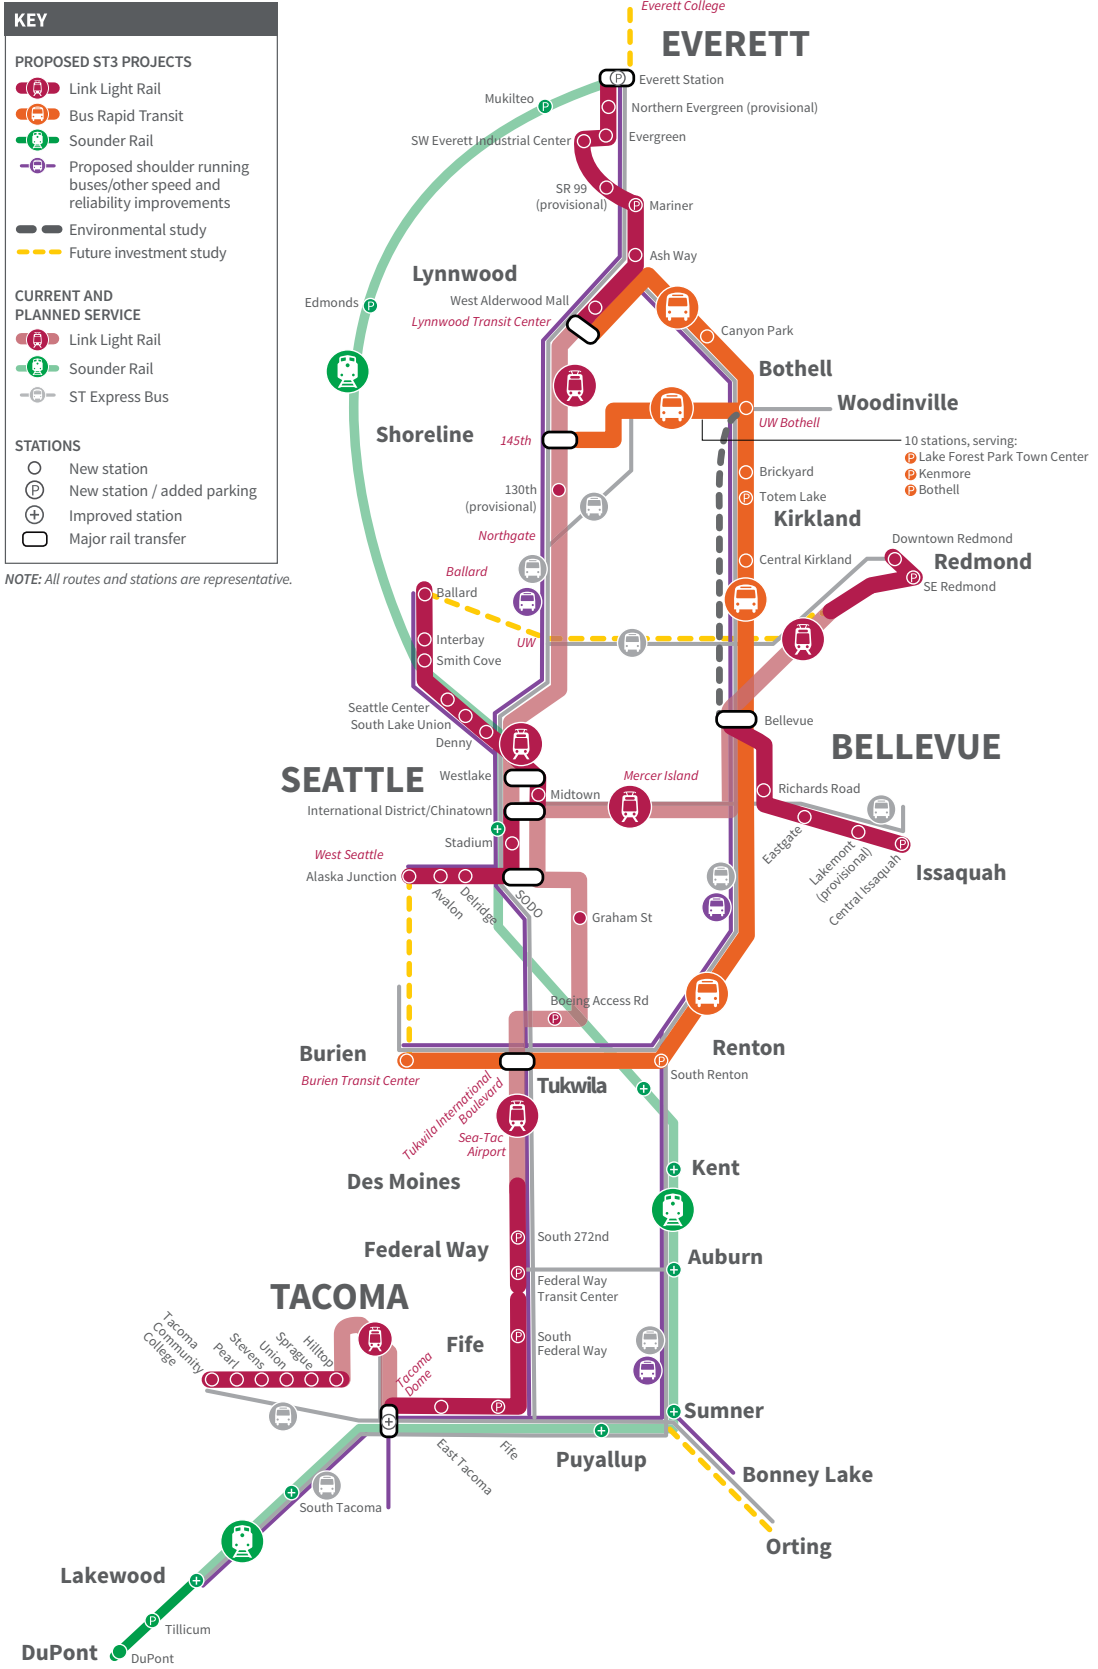 KEY
PROPOSED ST3 PROJECTS
Link Light Rail
Bus Rapid Transit
Sounder Rail
Proposed shoulder running
buses/other speed and
reliability improvements
Environmental study
Future investment study
CURRENT AND
PLANNED SERVICE
Link Light Rail
Sounder Rail
ST Express Bus
STATIONS
New station
P New station / added parking
Improved station
Major rail transfer
NOTE: All routes and stations are representative.
Everett College
EVERETT
P Everett Station
Mukilteo P
Northern Evergreen (provisional)
SW Everett Industrial Center
Evergreen
SR 99
(provisional)
P Mariner
Ash Way
Lynnwood
West Alderwood Mall
Lynnwood Transit Center
Edmonds P
Canyon Park
Bothell
Woodinville
UW Bothell
Shoreline
145th
10 stations, serving:
P Lake Forest Park Town Center
P Kenmore
P Bothell
Brickyard
P Totem Lake
Kirkland
130th
(provisional)
Northgate
Downtown Redmond
Redmond
P SE Redmond
Central Kirkland
Ballard
Ballard
Interbay
Smith Cove
UW
Seattle Center
South Lake Union
Denny
Bellevue
BELLEVUE
SEATTLE
Westlake
Mercer Island
Midtown
International District/Chinatown
Stadium
Richards Road
Eastgate
Lakemont
(provisional)
P
Central Issaquah
Issaquah
West Seattle
Alaska Junction
Avalon
Delridge
SODO
Graham St
Boeing Access Rd
P
Burien
Burien Transit Center
Renton
P
South Renton
Tukwila
Tukwila International
Boulevard
Sea-Tac
Airport
Kent
Des Moines
P South 272nd
Federal Way
Auburn
P Federal Way
Transit Center
TACOMA
Fife
P South
Federal Way
Tacoma
Community
College
Pearl
Stevens
Union
Sprague
Hilltop
Tacoma
Dome
P
East Tacoma
Fife
Sumner
Puyallup
Bonney Lake
Orting
South Tacoma
Lakewood
P Tillicum
DuPont
DuPont